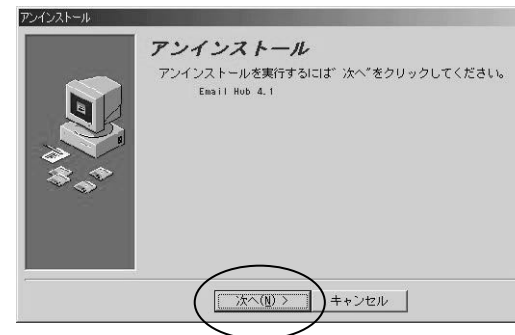 アンインストール
アンインストール
アンインストールを実行するには゛次へ゛をクリックしてください。
Email Hub 4.1
次へ(N) >
キャンセル